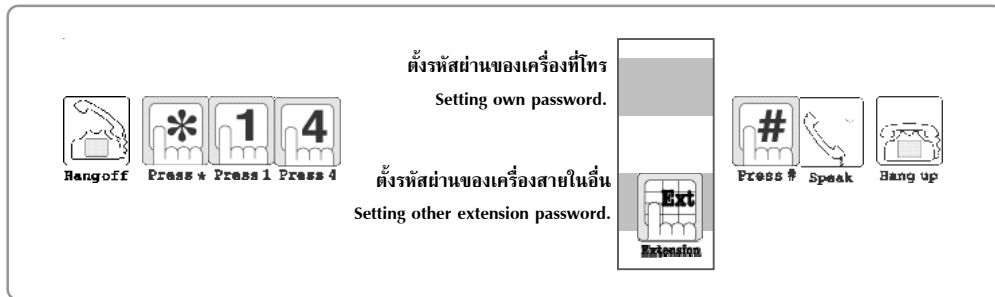 ตั้งรหัสผ่านของเครื่องที่โทร
Setting own password.
* 1 4
Hangoff Press * Press 1 Press 4
ตั้งรหัสผ่านของเครื่องสายในอื่น
Setting other extension password.
Ext
Extension
#
Press # Speak Hang up